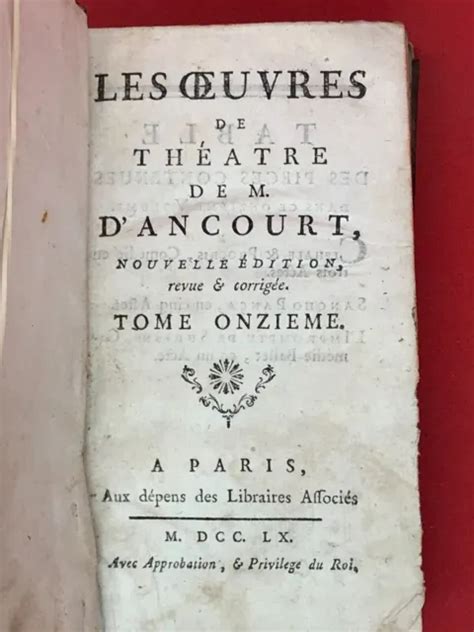 LES ŒUVRES
DE
THÉATRE
DE M.
D'ANCOURT,
NOUVELLE ÉDITION,
revue & corrigée.
TOME ONZIEME.
A PARIS,
Aux dépens des Libraires Associés
M. DCC. LX.
Avec Approbation, & Privilege du Roi,